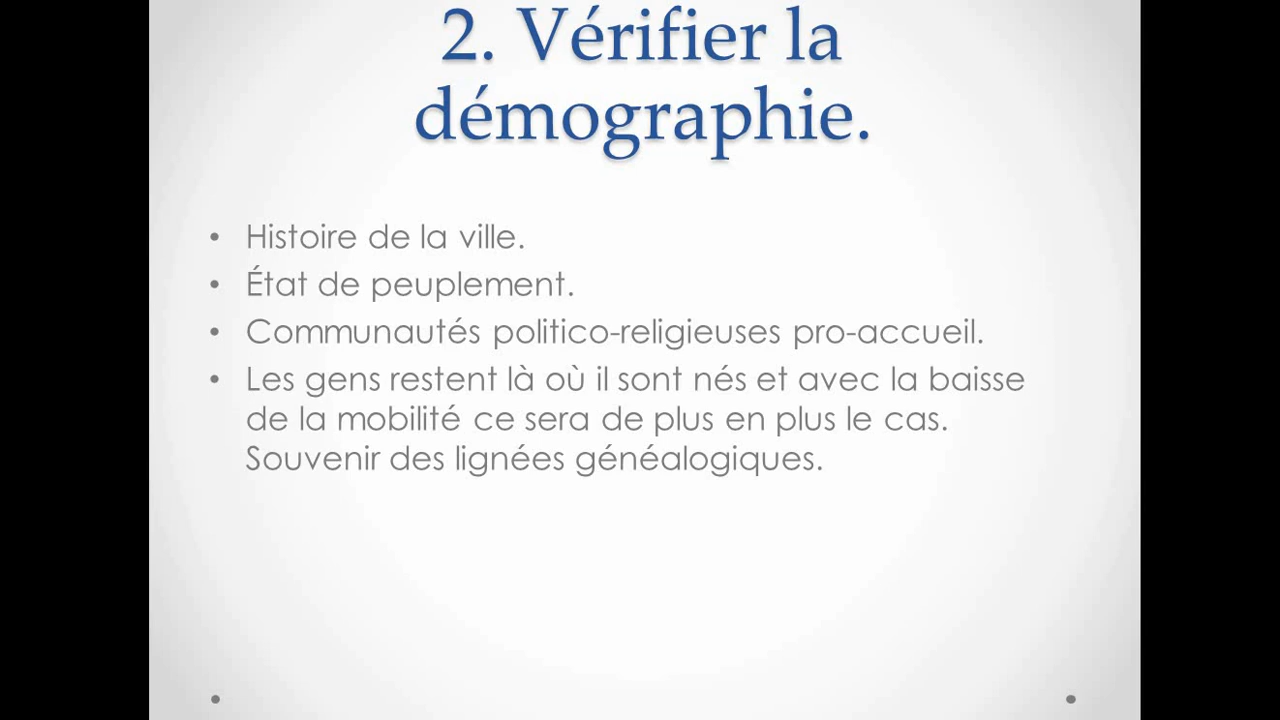 2. Vérifier la
démographie.
• Histoire de la ville.
• État de peuplement.
• Communautés politico-religieuses pro-accueil.
• Les gens restent là où il sont nés et avec la baisse
de la mobilité ce sera de plus en plus le cas.
Souvenir des lignées généalogiques.